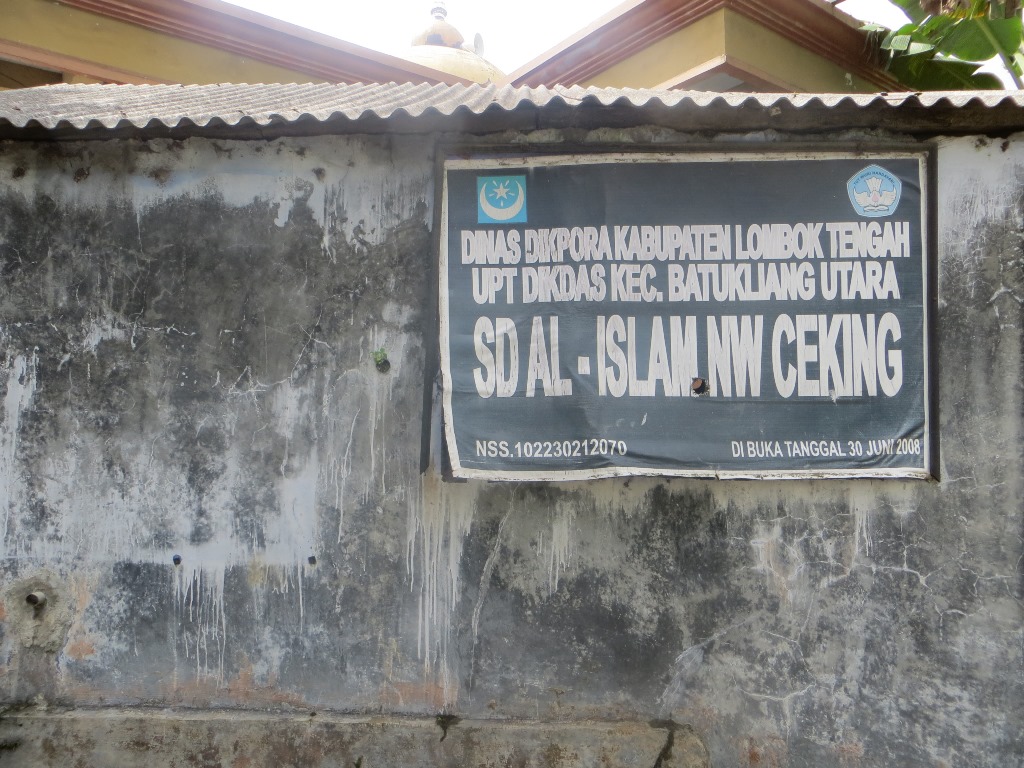 DINAS DIKPORA KABUPATEN LOMBOK TENGAH
UPT DIKDAS KEC. BATUKLIANG UTARA
SD AL - ISLAM NW CEKING
NSS.102230212070
DI BUKA TANGGAL 30 JUNI 2008